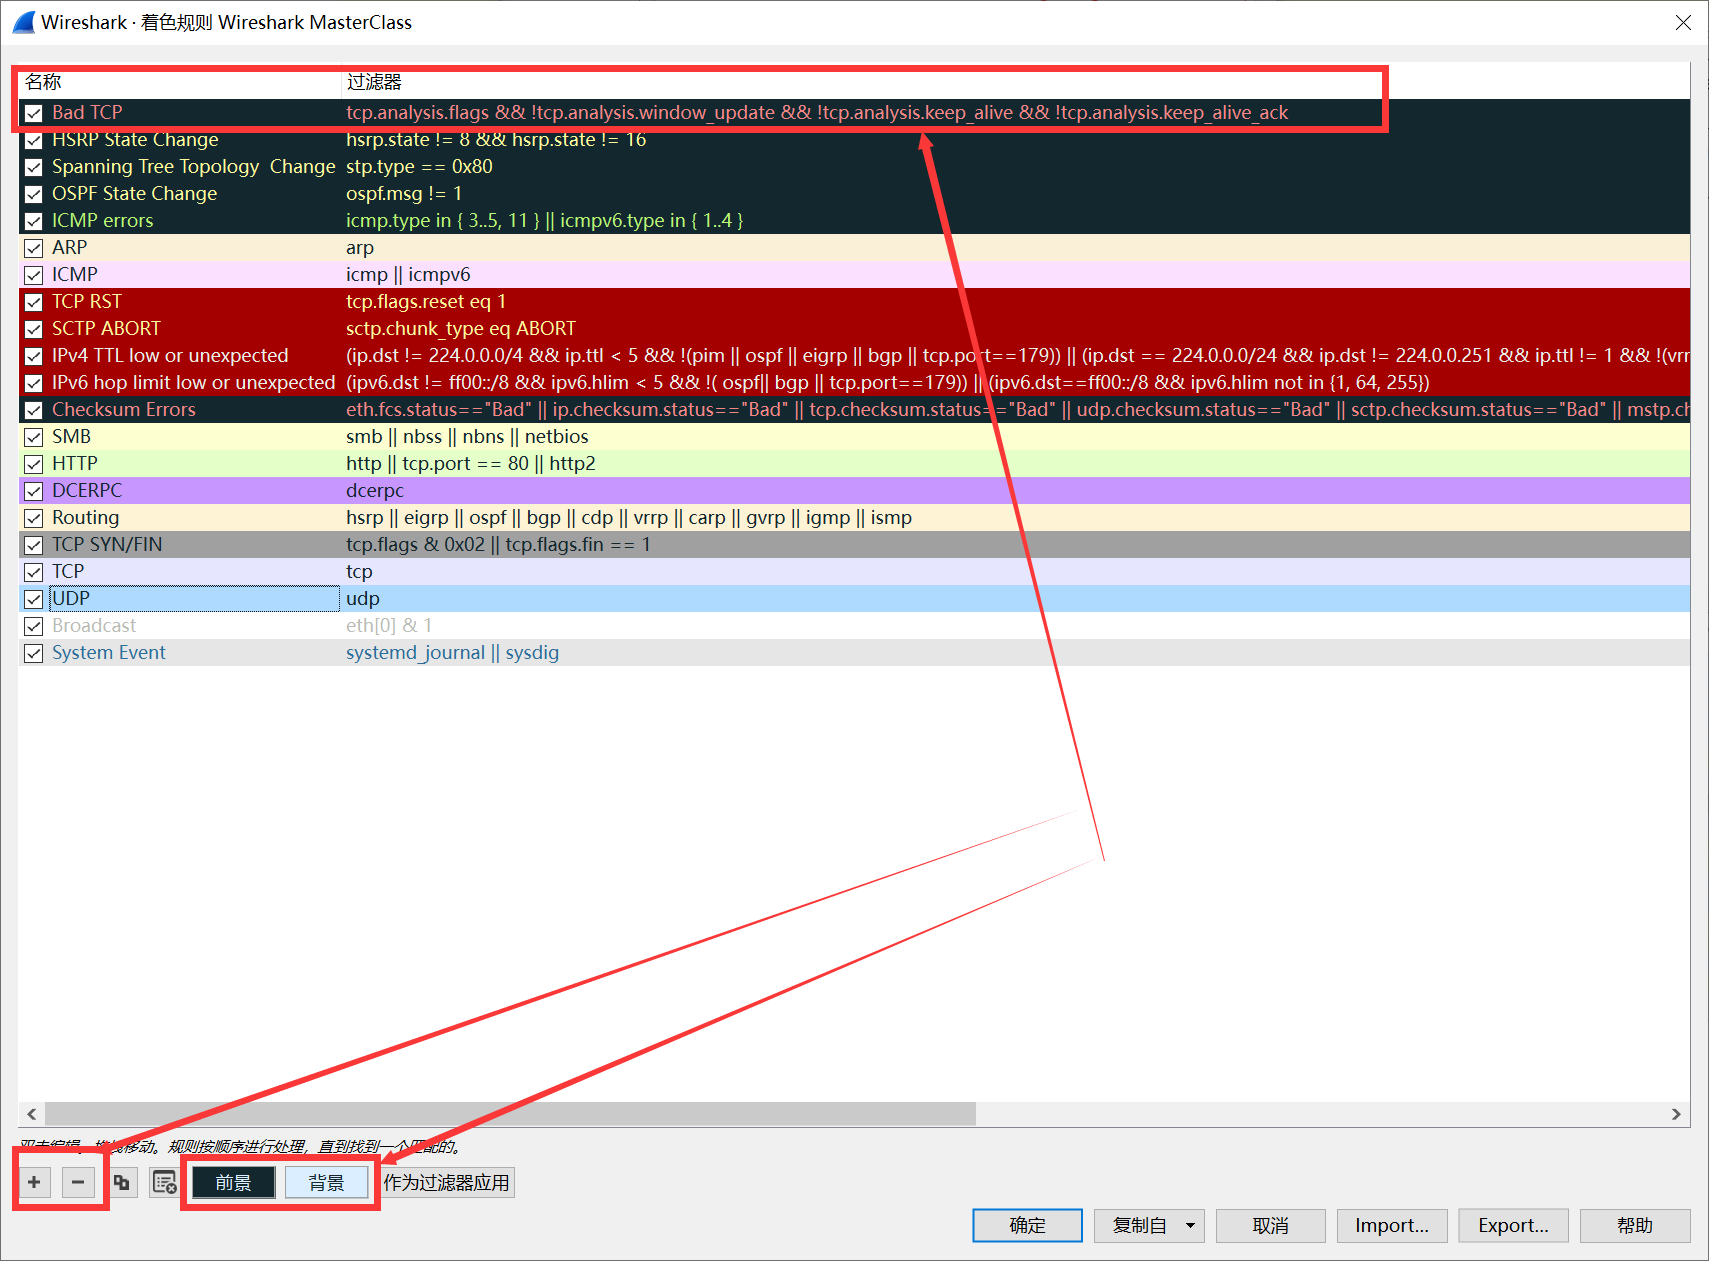 Wireshark · 着色规则 Wireshark MasterClass
名称 过滤器
Bad TCP tcp.analysis.flags && !tcp.analysis.window_update && !tcp.analysis.keep_alive && !tcp.analysis.keep_alive_ack
HSRP State Change hsrp.state != 8 && hsrp.state != 16
Spanning Tree Topology  Change stp.type == 0x80
OSPF State Change ospf.msg != 1
ICMP errors icmp.type in { 3..5, 11 } || icmpv6.type in { 1..4 }
ARP arp
ICMP icmp || icmpv6
TCP RST tcp.flags.reset eq 1
SCTP ABORT sctp.chunk_type eq ABORT
IPv4 TTL low or unexpected (ip.dst != 224.0.0.0/4 && ip.ttl < 5 && !(pim || ospf || eigrp || bgp || tcp.port==179)) || (ip.dst == 224.0.0.0/24 && ip.dst != 224.0.0.251 && ip.ttl != 1 && !(vrr
IPv6 hop limit low or unexpected (ipv6.dst != ff00::/8 && ipv6.hlim < 5 && !( ospf|| bgp || tcp.port==179)) || (ipv6.dst==ff00::/8 && ipv6.hlim not in {1, 64, 255})
Checksum Errors eth.fcs.status=="Bad" || ip.checksum.status=="Bad" || tcp.checksum.status=="Bad" || udp.checksum.status=="Bad" || sctp.checksum.status=="Bad" || mstp.ch
SMB smb || nbss || nbns || netbios
HTTP http || tcp.port == 80 || http2
DCERPC dcerpc
Routing hsrp || eigrp || ospf || bgp || cdp || vrrp || carp || gvrp || igmp || ismp
TCP SYN/FIN tcp.flags & 0x02 || tcp.flags.fin == 1
TCP tcp
UDP udp
Broadcast eth[0] & 1
System Event systemd_journal || sysdig
双击编辑。拖拽移动。规则按顺序进行处理，直到找到一个匹配的。
前景 背景 作为过滤器应用
确定 复制自 取消 Import... Export... 帮助